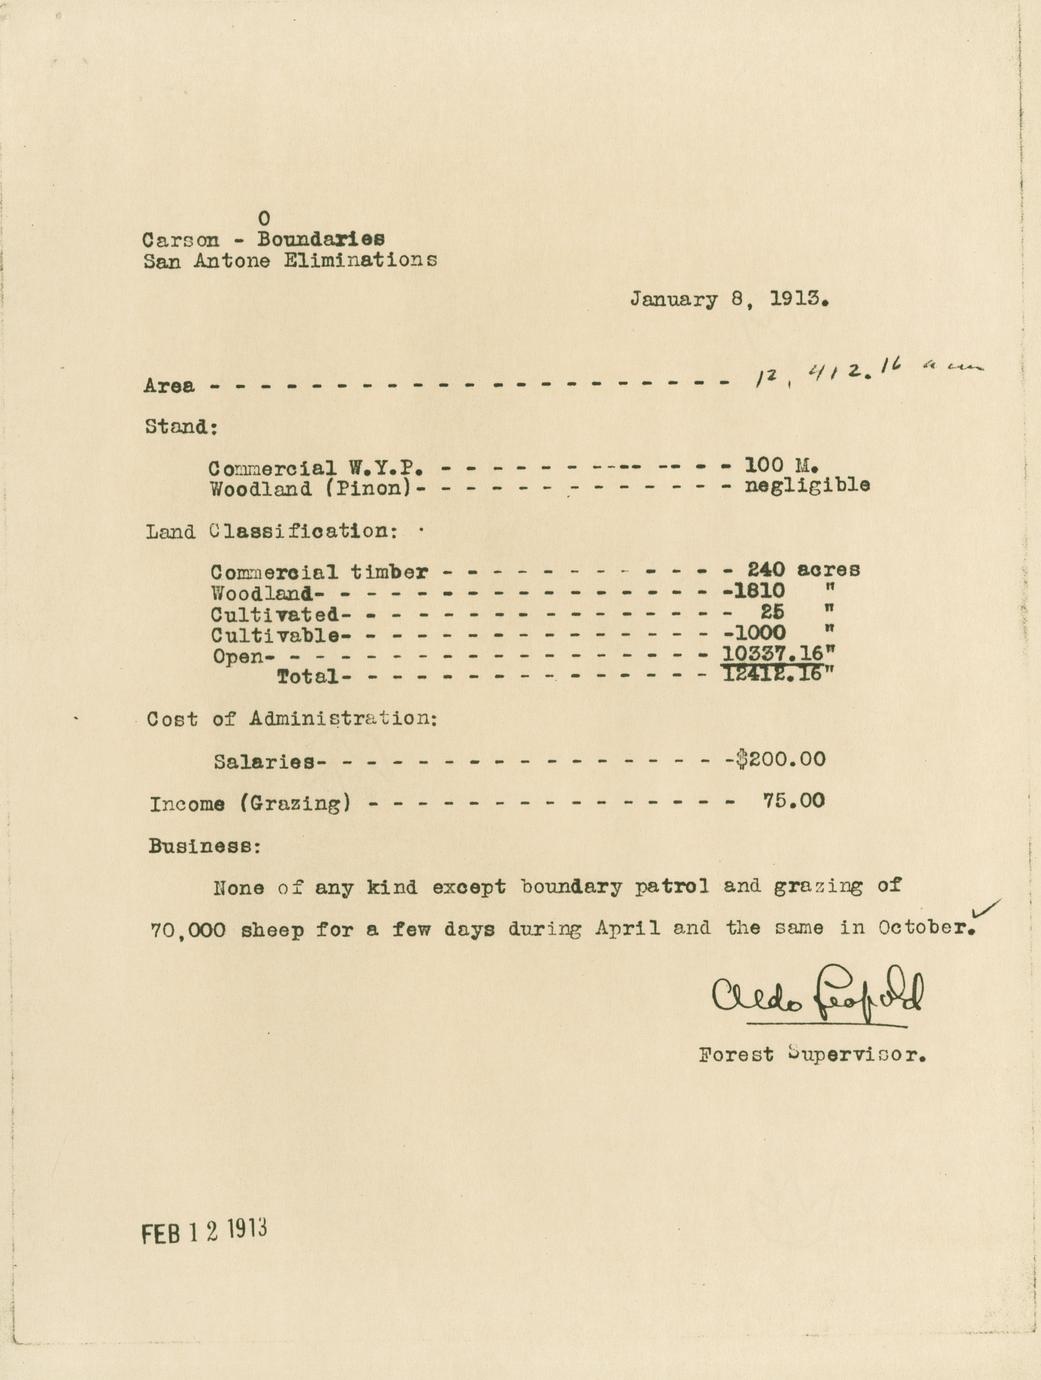 O
Carson - Boundaries
San Antone Eliminations
January 8, 1913.
Area - - - - - - - - - - - - - - - - - - - - - 12,412.16 acres
Stand:
Commercial W.Y.P. - - - - - - ---- -- - - 100 M.
Woodland (Pinon)- - - - - - - - - - - - - - negligible
Land Classification:
Commercial timber - - - - - - - - - - - - 240 acres
Woodland- - - - - - - - - - - - - - - - - -1810 "
Cultivated- - - - - - - - - - - - - - - - 25 "
Cultivable- - - - - - - - - - - - - - - - -1000 "
Open- - - - - - - - - - - - - - - - - - 10337.16"
Total- - - - - - - - - - - - - - - 12412.16"
Cost of Administration:
Salaries- - - - - - - - - - - - - - - - - -$200.00
Income (Grazing) - - - - - - - - - - - - - - - 75.00
Business:
None of any kind except boundary patrol and grazing of
70,000 sheep for a few days during April and the same in October.
Aldo Leopold
Forest Supervisor.
FEB 12 1913